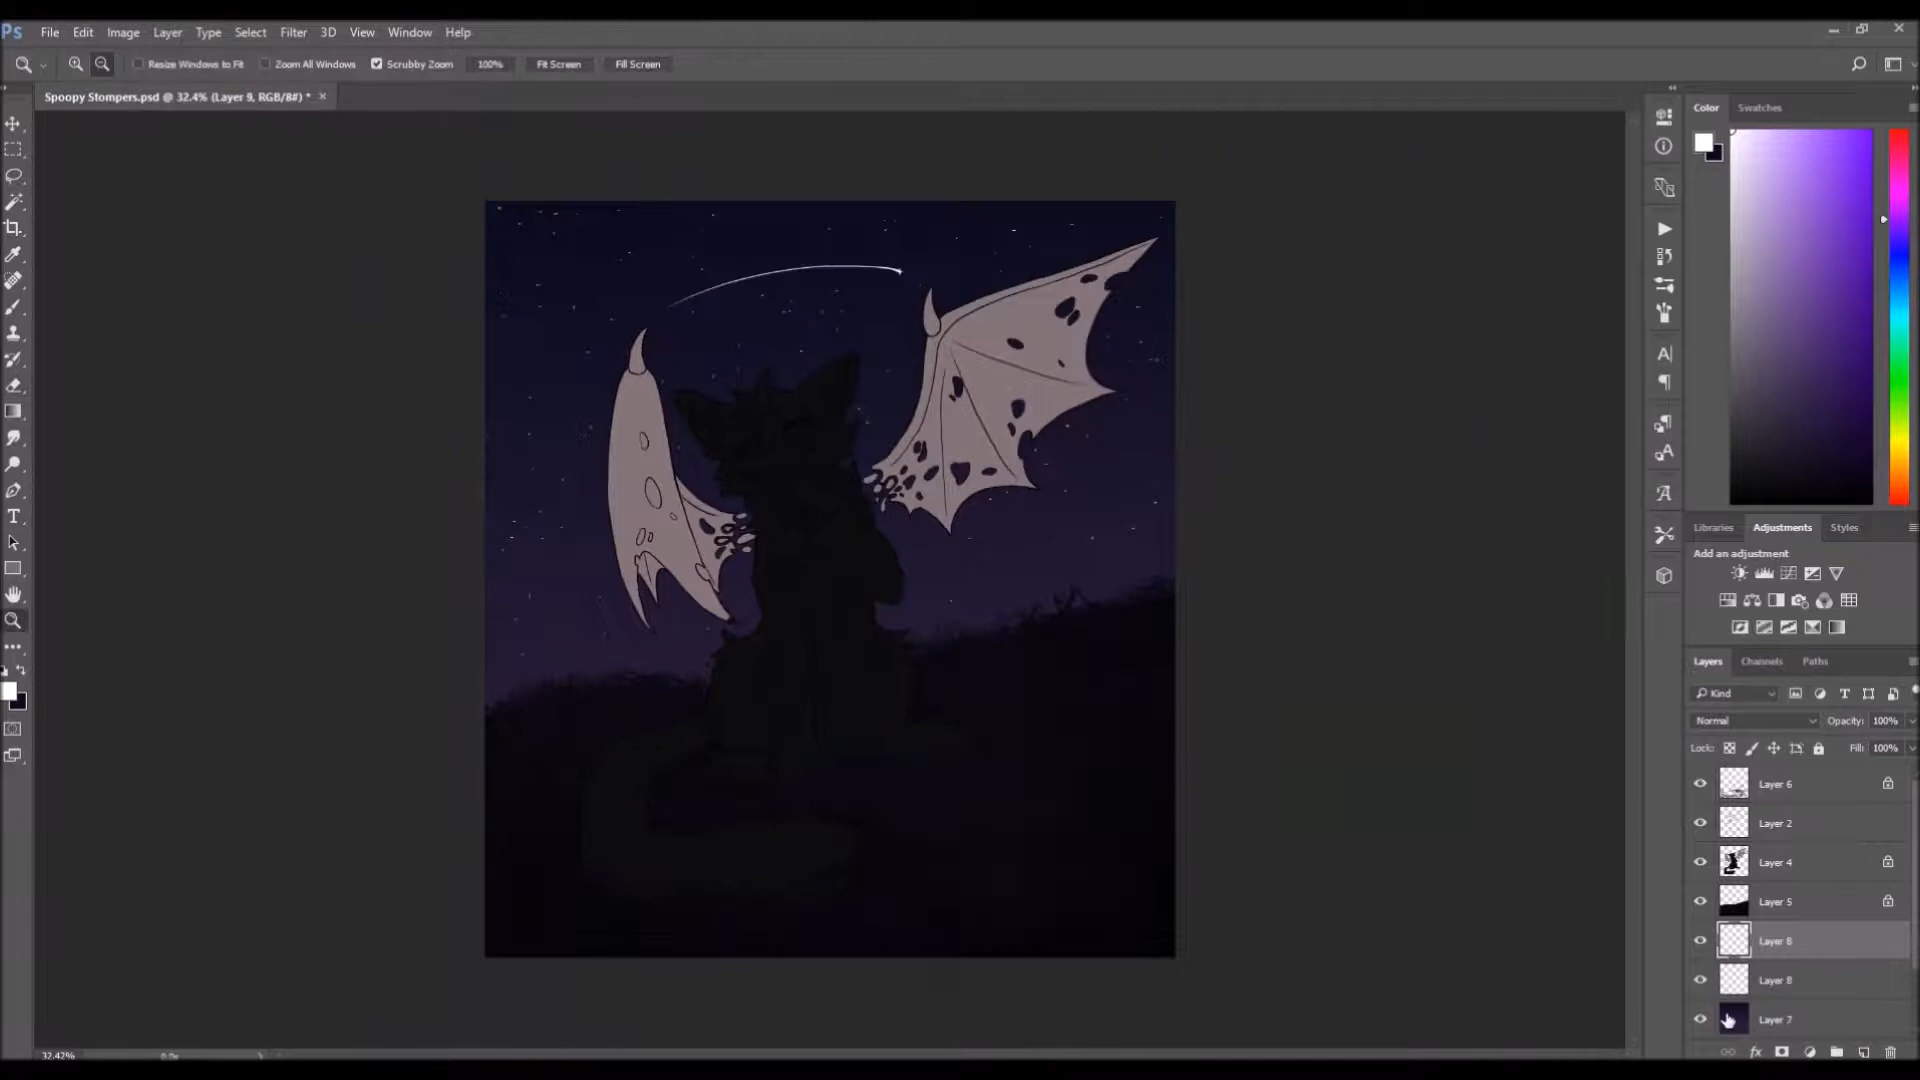 Ps File Edit Image Layer Type Select Filter 3D View Window Help
Resize Windows to Fit Zoom All Windows Scrubby Zoom 100% Fit Screen Fill Screen
Spoopy Stompers.psd @ 32.4% (Layer 9, RGB/8#) * ×
Color Swatches
Libraries Adjustments Styles
Add an adjustment
Layers Channels Paths
Kind
Normal Opacity: 100%
Lock: Fill: 100%
Layer 6
Layer 2
Layer 4
Layer 5
Layer 8
Layer 8
Layer 7
fx
32.42%